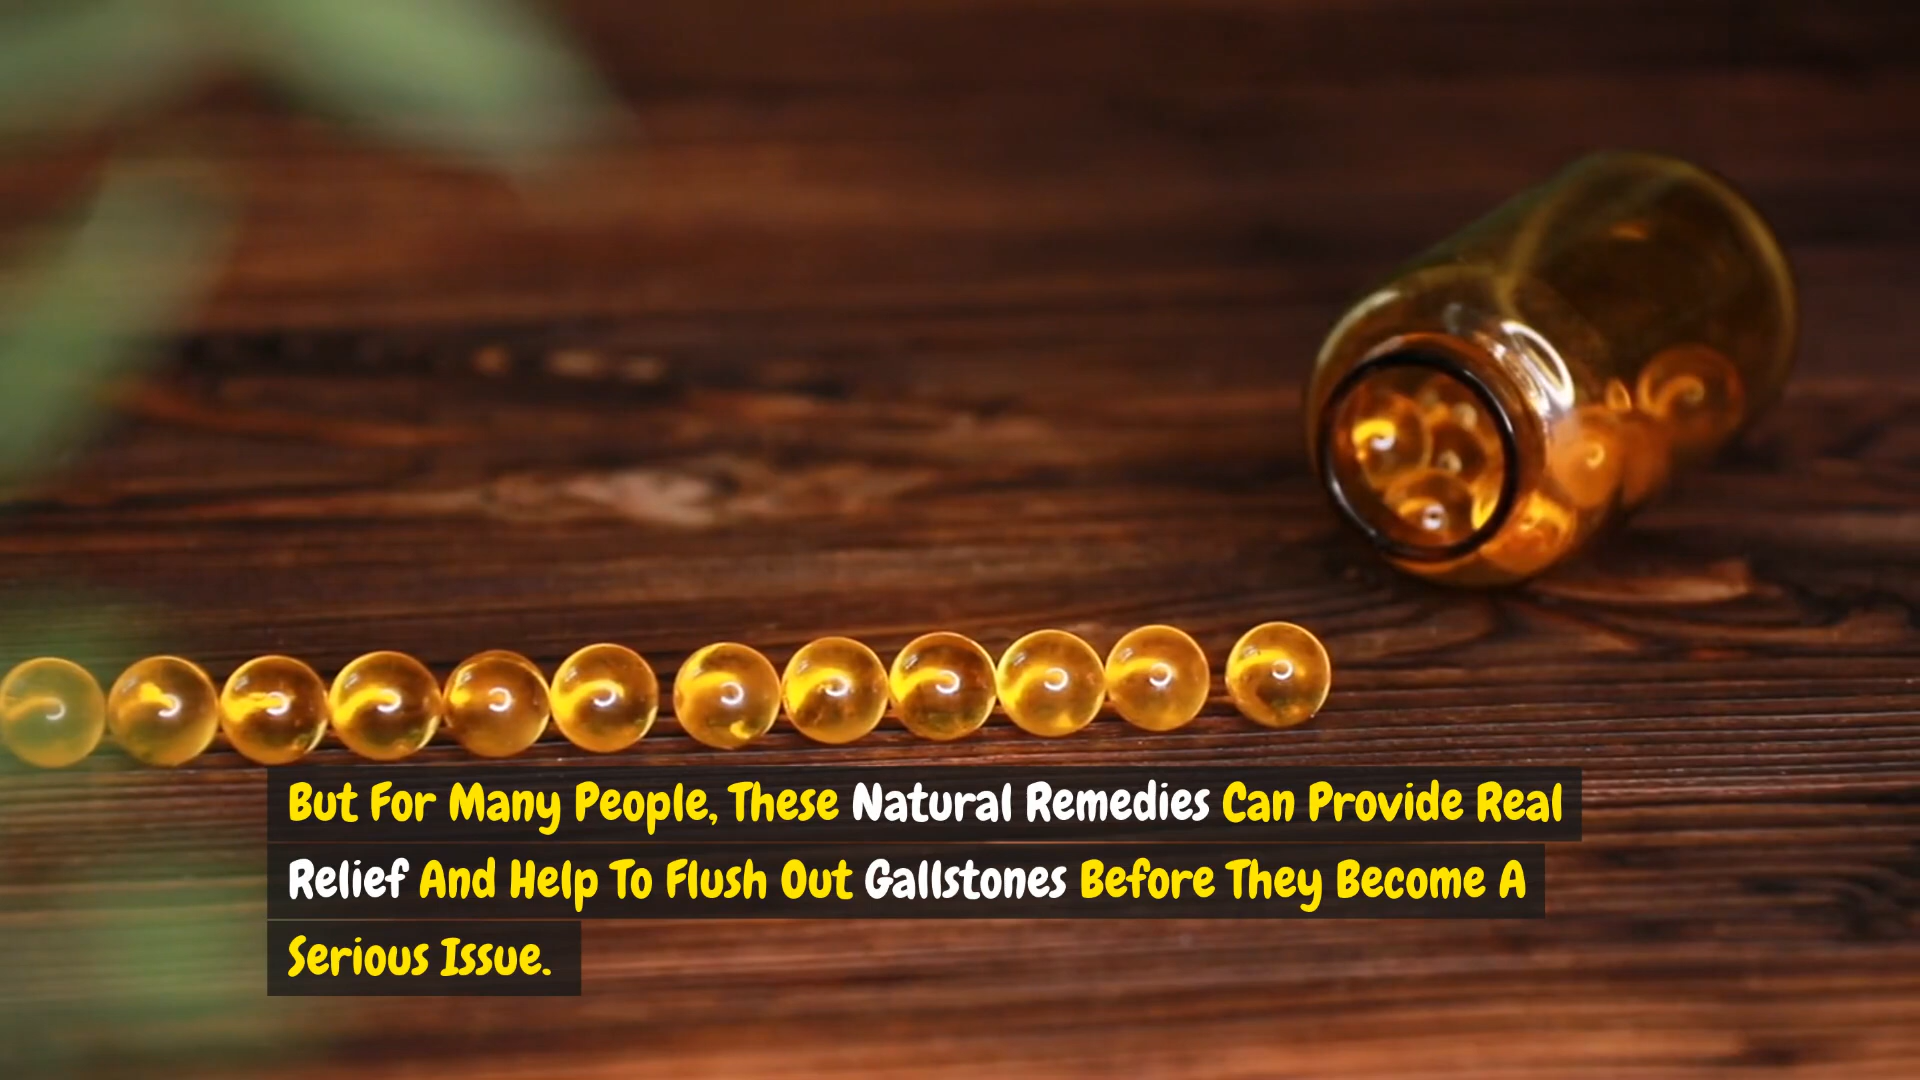 But For Many People, These Natural Remedies Can Provide Real
Relief And Help To Flush Out Gallstones Before They Become A
Serious Issue.